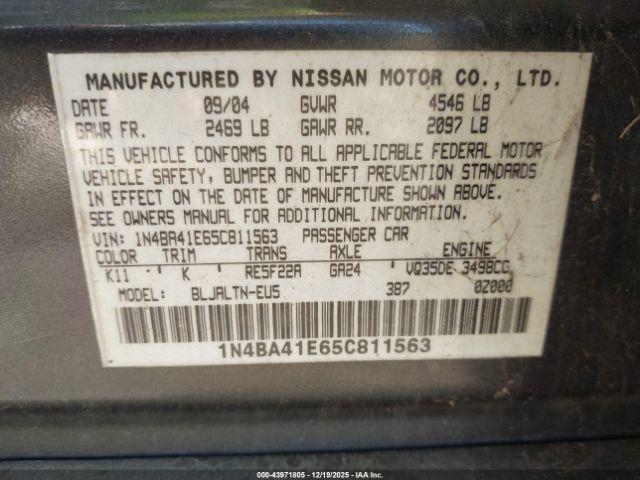 MANUFACTURED BY NISSAN MOTOR CO., LTD.
DATE 09/04 GVWR 4546 LB
GAWR FR. 2469 LB GAWR RR. 2097 LB
THIS VEHICLE CONFORMS TO ALL APPLICABLE FEDERAL MOTOR
VEHICLE SAFETY, BUMPER AND THEFT PREVENTION STANDARDS
IN EFFECT ON THE DATE OF MANUFACTURE SHOWN ABOVE.
SEE OWNERS MANUAL FOR ADDITIONAL INFORMATION.
VIN: 1N4BA41E65C811563 PASSENGER CAR
COLOR TRIM TRANS AXLE ENGINE
K11 K RE5F22A GA24 VQ35DE 3498CC
MODEL: BLJALTN-EU5 3B7 0Z000
1N4BA41E65C811563
000-43971805 - 12/19/2025 - IAA Inc.